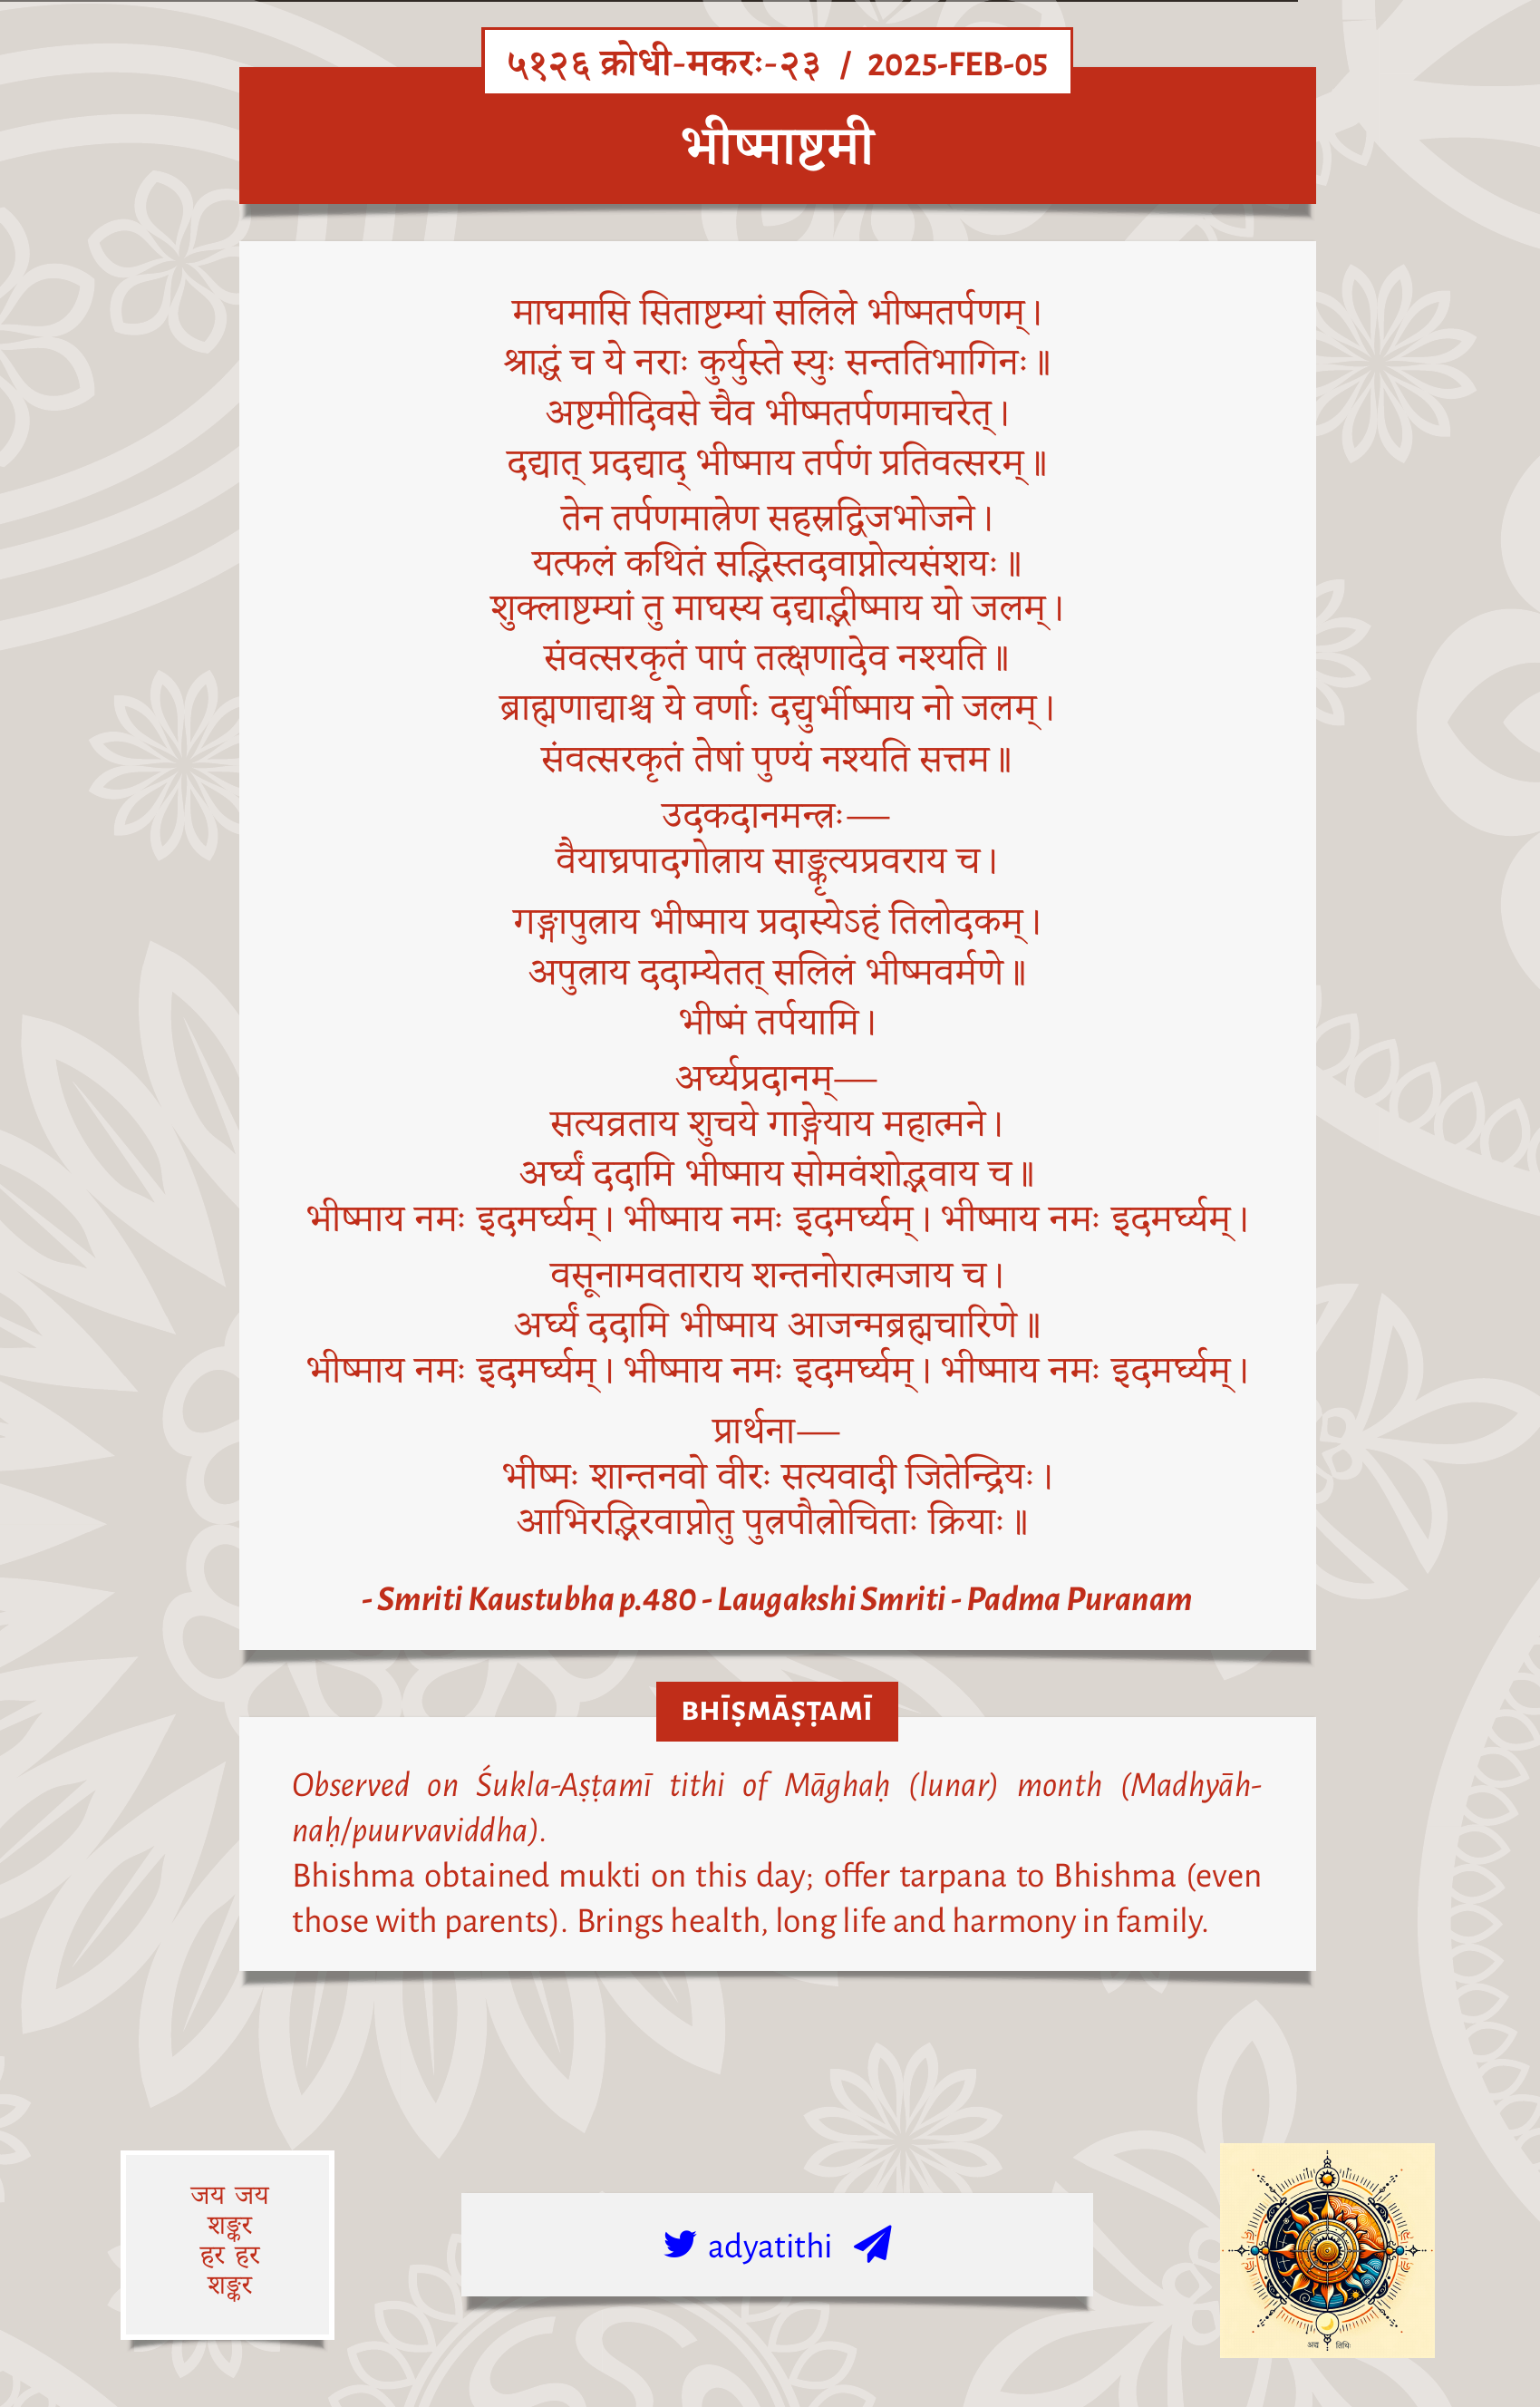 ५१२६ क्रोधी-मकरः-२३ / 2025-FEB-05
भीष्माष्टमी
माघमासि सिताष्टम्यां सलिले भीष्मतर्पणम्।
श्राद्धं च ये नराः कुर्युस्ते स्युः सन्ततिभागिनः॥
अष्टमीदिवसे चैव भीष्मतर्पणमाचरेत्।
दद्यात् प्रदद्याद् भीष्माय तर्पणं प्रतिवत्सरम्॥
तेन तर्पणमात्रेण सहस्रद्विजभोजने।
यत्फलं कथितं सद्भिस्तदवाप्नोत्यसंशयः॥
शुक्लाष्टम्यां तु माघस्य दद्याद्भीष्माय यो जलम्।
संवत्सरकृतं पापं तत्क्षणादेव नश्यति॥
ब्राह्मणाद्याश्च ये वर्णाः दद्युर्भीष्माय नो जलम्।
संवत्सरकृतं तेषां पुण्यं नश्यति सत्तम॥
उदकदानमन्त्रः—
वैयाघ्रपादगोत्राय साङ्कृत्यप्रवराय च।
गङ्गापुत्राय भीष्माय प्रदास्येऽहं तिलोदकम्।
अपुत्राय ददाम्येतत् सलिलं भीष्मवर्मणे॥
भीष्मं तर्पयामि।
अर्घ्यप्रदानम्—
सत्यव्रताय शुचये गाङ्गेयाय महात्मने।
अर्घ्यं ददामि भीष्माय सोमवंशोद्भवाय च॥
भीष्माय नमः इदमर्घ्यम्। भीष्माय नमः इदमर्घ्यम्। भीष्माय नमः इदमर्घ्यम्।
वसूनामवताराय शन्तनोरात्मजाय च।
अर्घ्यं ददामि भीष्माय आजन्मब्रह्मचारिणे॥
भीष्माय नमः इदमर्घ्यम्। भीष्माय नमः इदमर्घ्यम्। भीष्माय नमः इदमर्घ्यम्।
प्रार्थना—
भीष्मः शान्तनवो वीरः सत्यवादी जितेन्द्रियः।
आभिरद्भिरवाप्नोतु पुत्रपौत्रोचिताः क्रियाः॥
- Smriti Kaustubha p.480 - Laugakshi Smriti - Padma Puranam
BHĪṢMĀṢṬAMĪ
Observed on Śukla-Aṣṭamī tithi of Māghaḥ (lunar) month (Madhyāh-
naḥ/puurvaviddha).
Bhishma obtained mukti on this day; offer tarpana to Bhishma (even
those with parents). Brings health, long life and harmony in family.
जय जय
शङ्कर
हर हर
शङ्कर
adyatithi
अद्य तिथिः